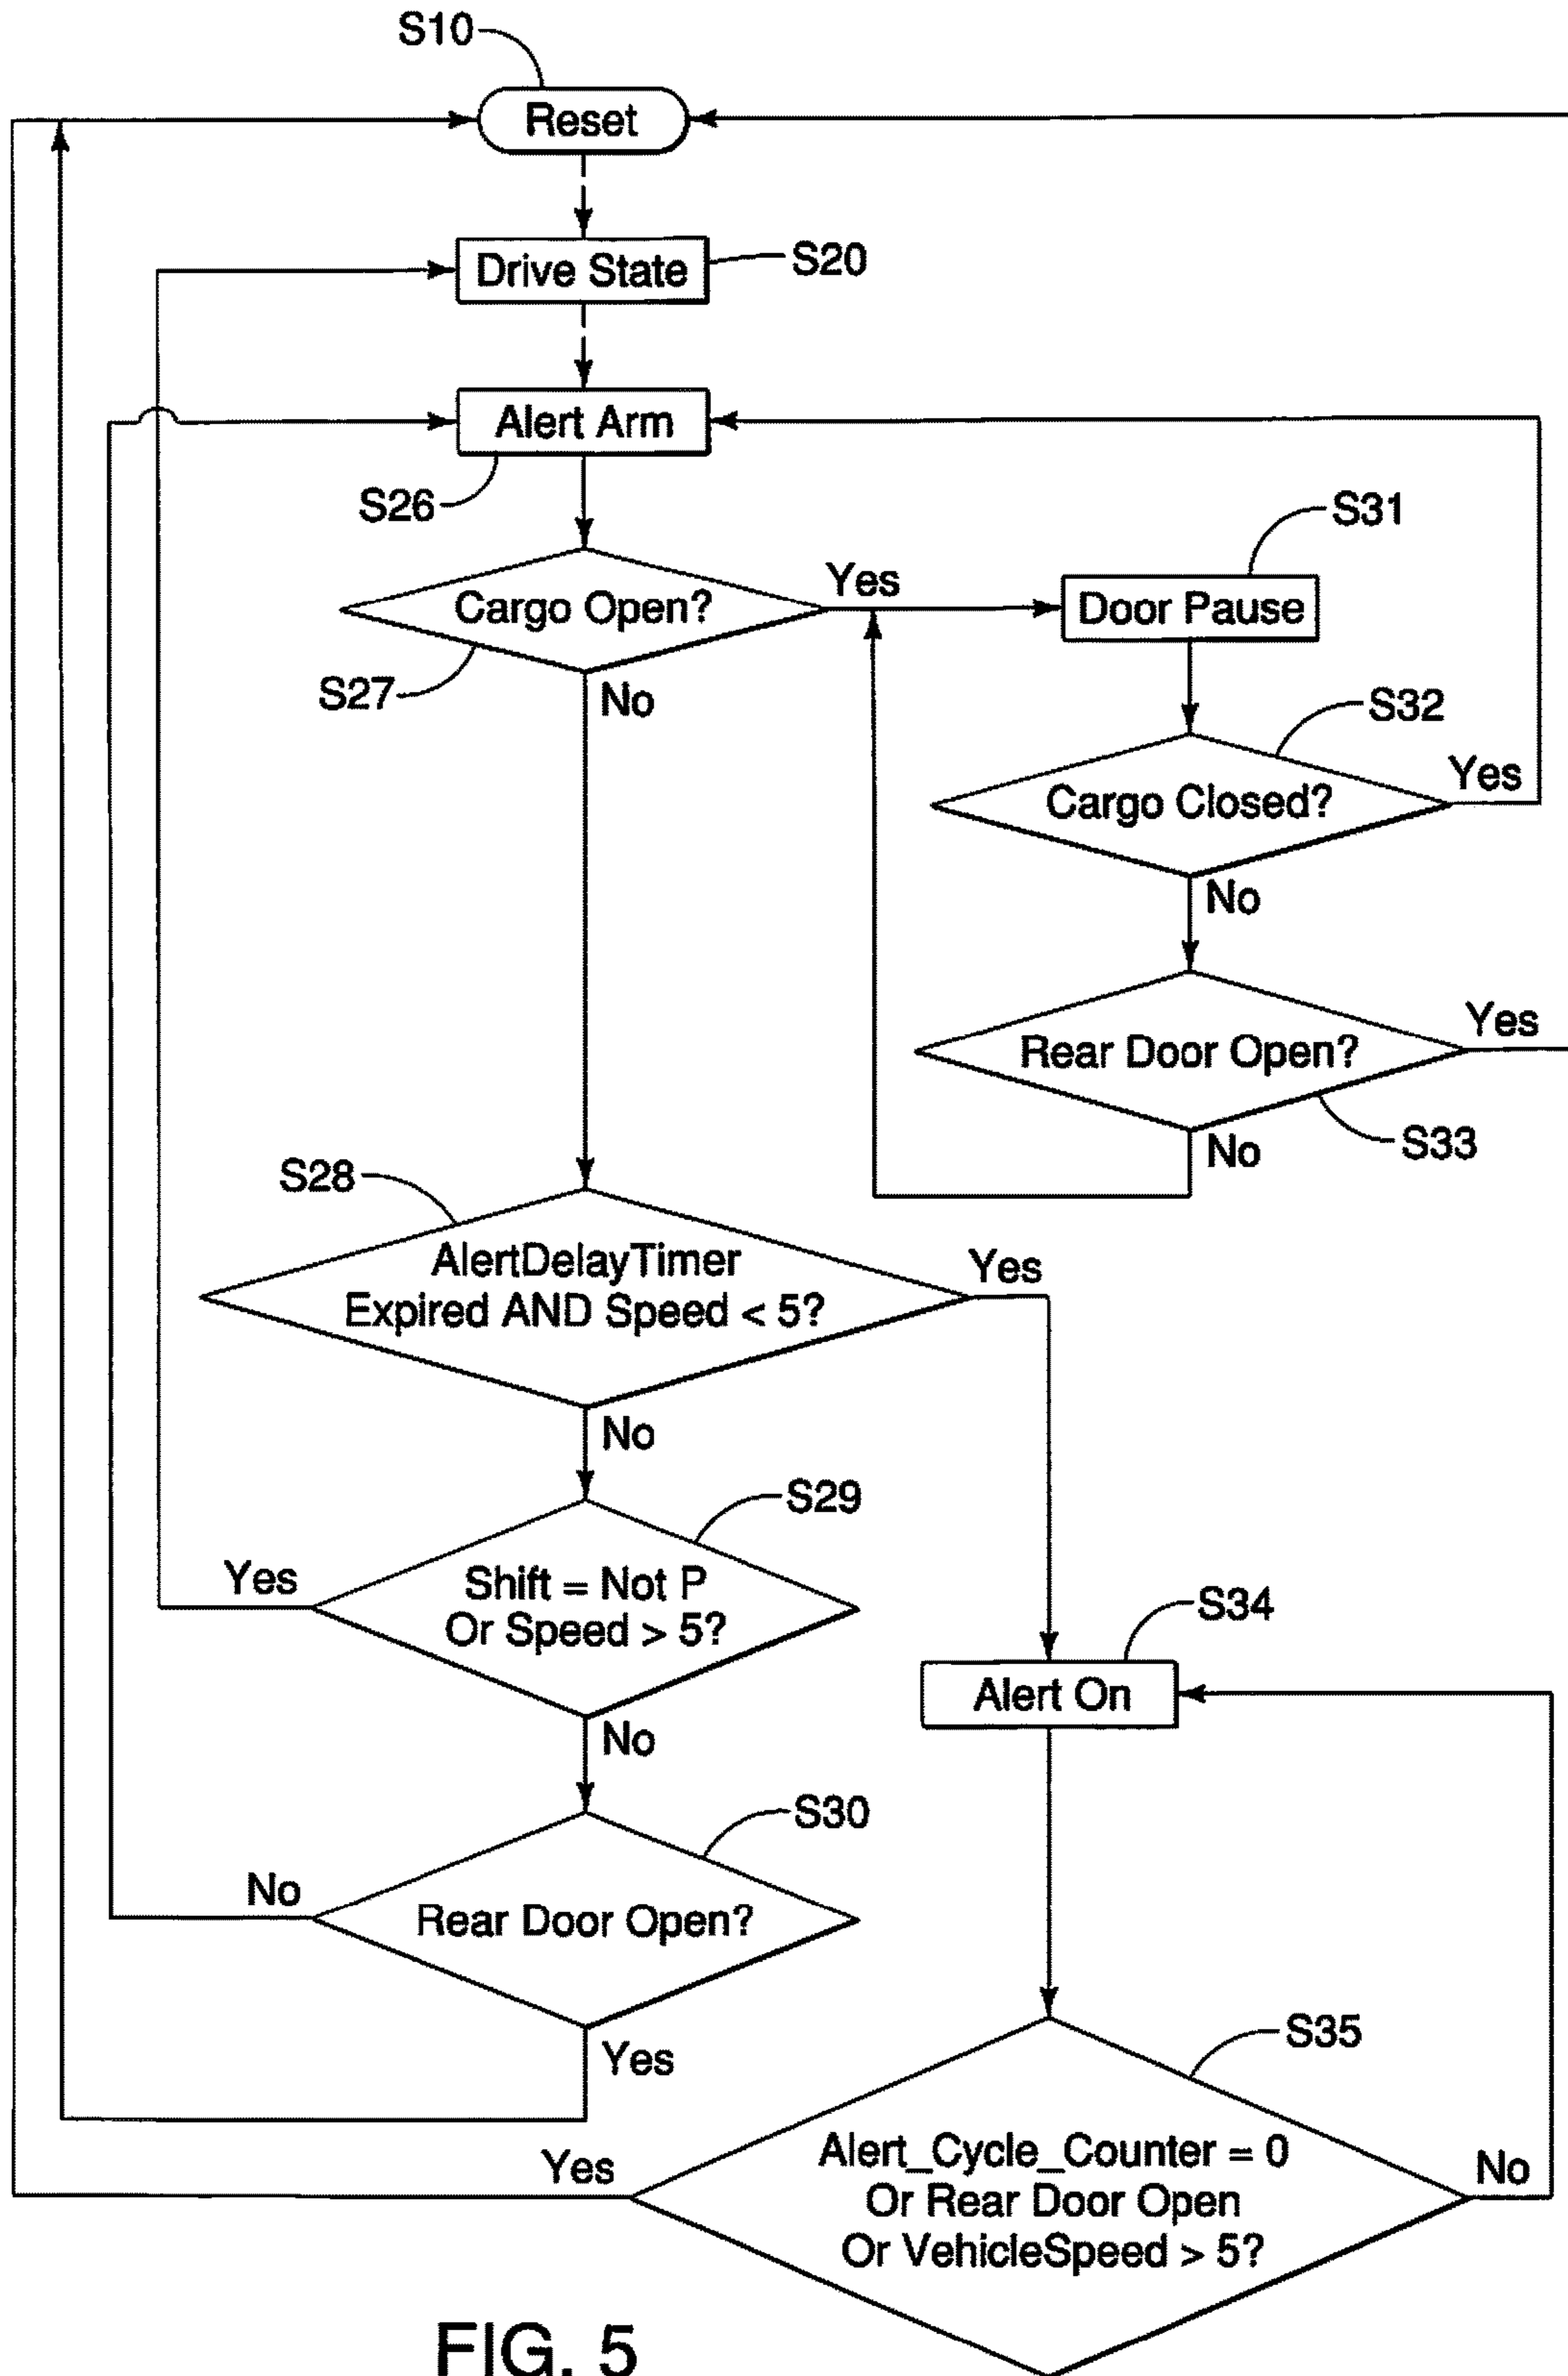 S10
Reset
Drive State
S20
Alert Arm
S26
S31
Cargo Open?
Yes
Door Pause
S27
No
S32
Cargo Closed?
Yes
No
Rear Door Open?
Yes
S33
No
S28
AlertDelayTimer
Expired AND Speed < 5?
Yes
No
S29
Shift = Not P
Or Speed > 5?
Yes
No
S34
Alert On
S30
No
Rear Door Open?
Yes
S35
Alert_Cycle_Counter = 0
Or Rear Door Open
Or VehicleSpeed > 5?
Yes
No
FIG. 5